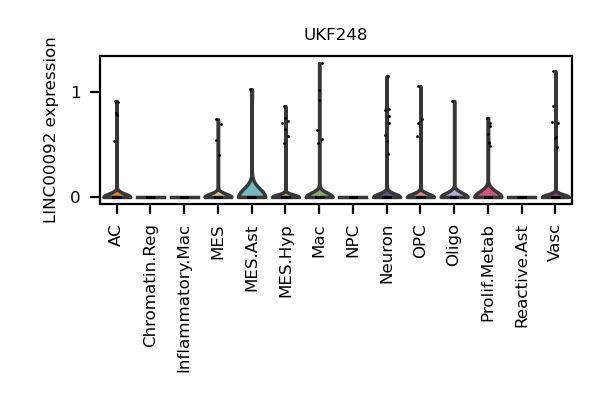 UKF248
LINC00092 expression
1
0
AC
Chromatin.Reg
Inflammatory.Mac
MES
MES.Ast
MES.Hyp
Mac
NPC
Neuron
OPC
Oligo
Prolif.Metab
Reactive.Ast
Vasc